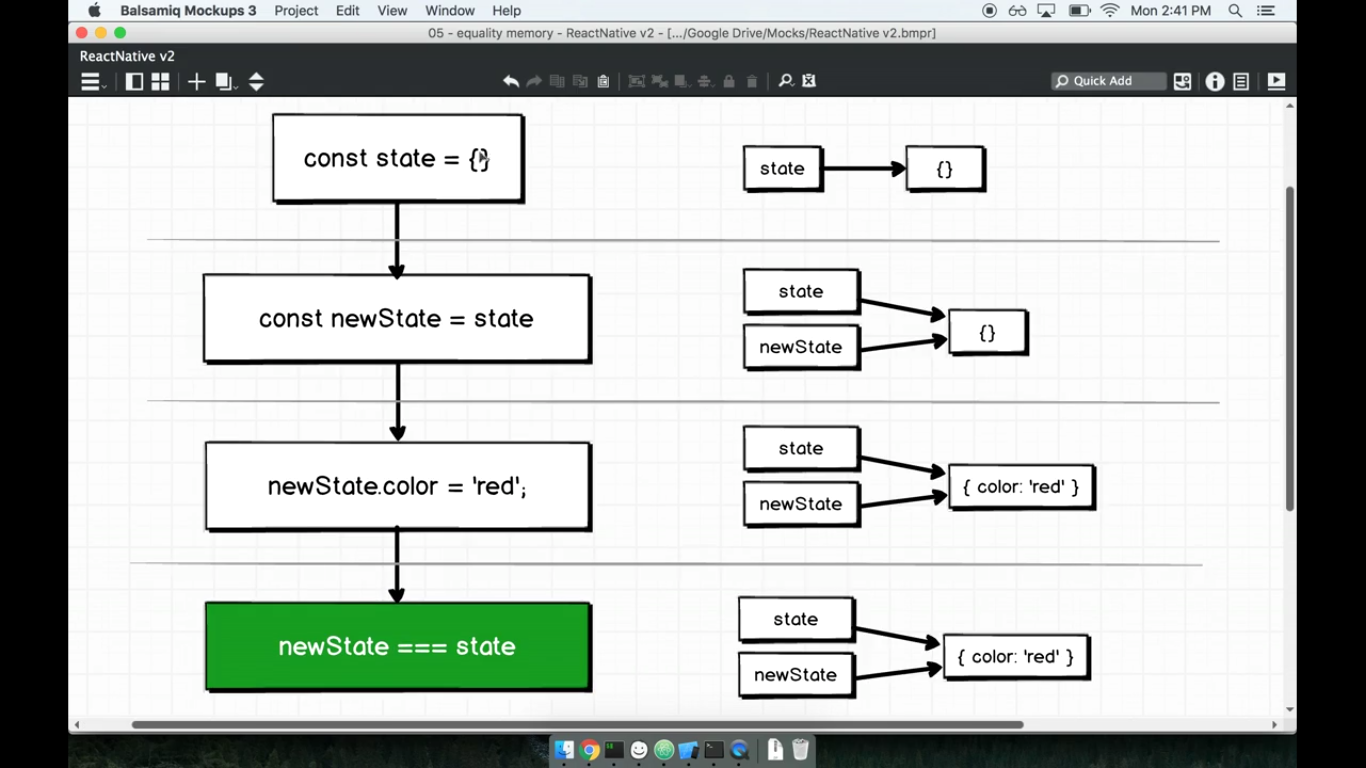 Balsamiq Mockups 3 Project Edit View Window Help Mon 2:41 PM
05 - equality memory - ReactNative v2 - [.../Google Drive/Mocks/ReactNative v2.bmpr]
ReactNative v2
Quick Add
const state = {}
state
{}
const newState = state
state
newState
{}
newState.color = 'red';
state
newState
{ color: 'red' }
newState === state
state
newState
{ color: 'red' }